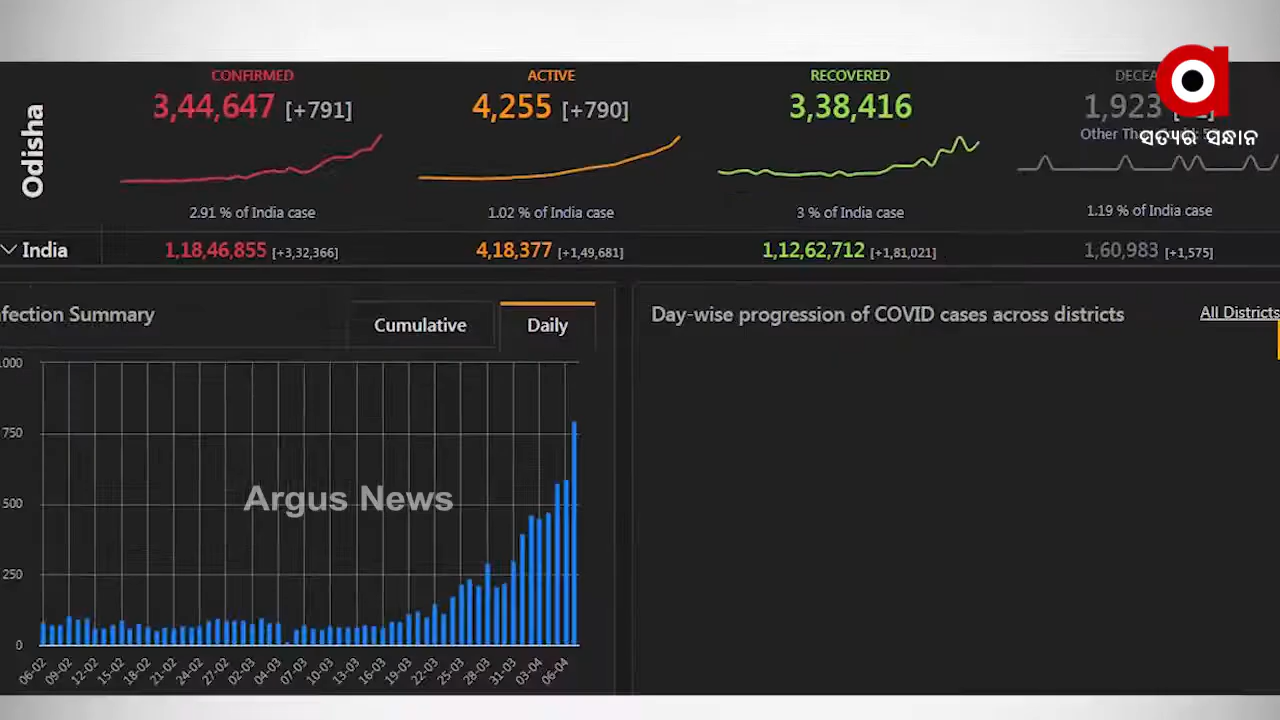 Odisha
CONFIRMED
3,44,647 [+791]
2.91 % of India case
ACTIVE
4,255 [+790]
1.02 % of India case
RECOVERED
3,38,416
3 % of India case
1,923
Other
1.19 % of India case
ସତ୍ୟର ସନ୍ଧାନ
India 1,18,46,855 [+3,32,366] 4,18,377 [+1,49,681] 1,12,62,712 [+1,81,021] 1,60,983 [+1,575]
Summary
Cumulative Daily
1000
750
500
250
0
06-02 09-02 12-02 15-02 18-02 21-02 24-02 27-02 02-03 04-03 07-03 10-03 13-03 16-03 19-03 22-03 25-03 28-03 31-03 03-04 06-04
Argus News
Day-wise progression of COVID cases across districts
All Districts